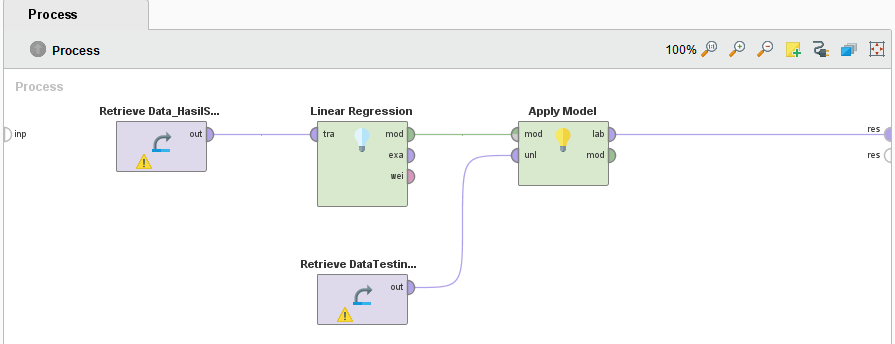 Process
Process
100%
Process
Retrieve Data_HasilS...
inp
out
Linear Regression
tra
mod
exa
wei
Apply Model
mod
lab
unl
mod
res
res
Retrieve DataTestin...
out